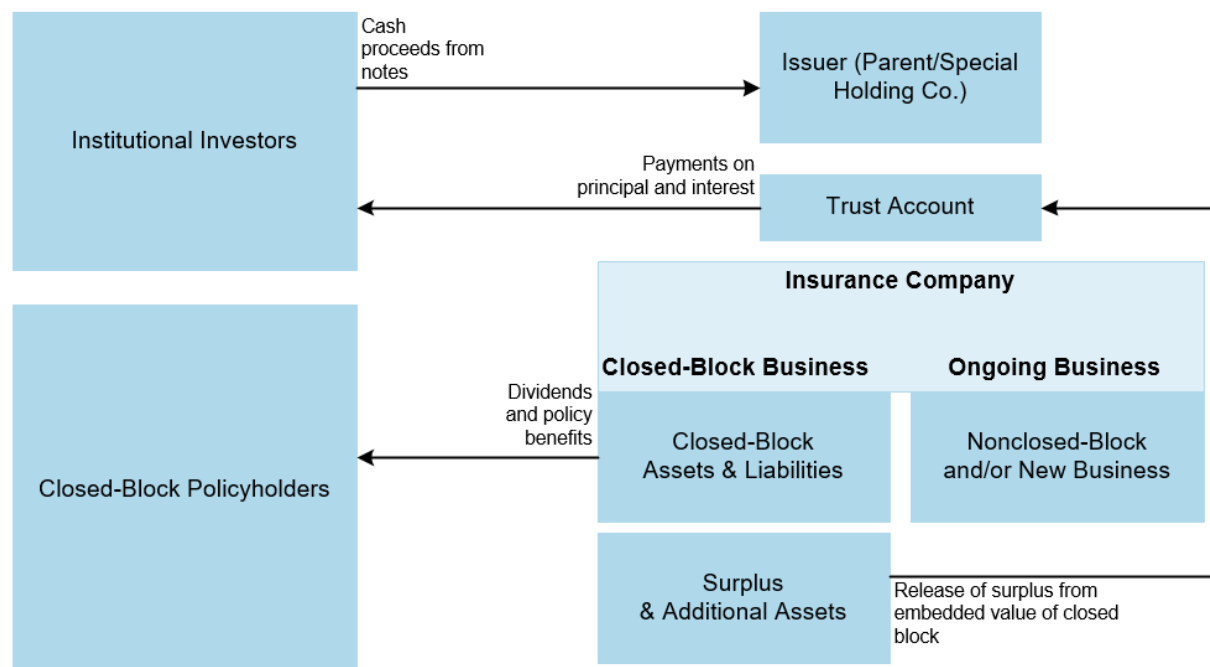 Cash
proceeds from
notes
Issuer (Parent/Special
Holding Co.)
Institutional Investors
Payments on
principal and interest
Trust Account
Insurance Company
Closed-Block Business
Ongoing Business
Dividends
and policy
benefits
Closed-Block
Assets & Liabilities
Nonclosed-Block
and/or New Business
Closed-Block Policyholders
Surplus
& Additional Assets
Release of surplus from
embedded value of closed
block